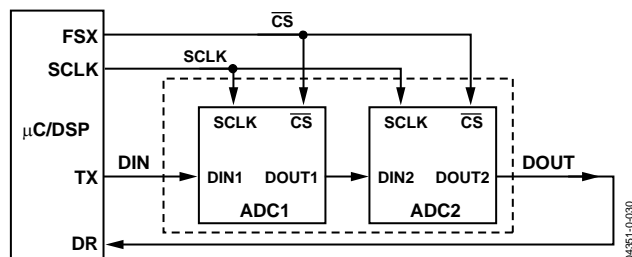 FSX
CS
SCLK
SCLK
SCLK
CS
SCLK
CS
μC/DSP
DIN
TX
DIN1
DOUT1
DIN2
DOUT2
DOUT
ADC1
ADC2
DR
04351-0-030